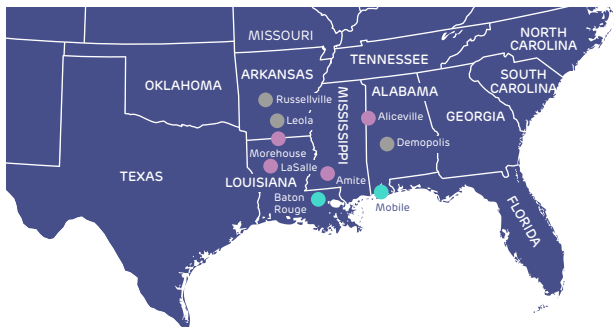 MISSOURI
NORTH
CAROLINA
TENNESSEE
OKLAHOMA
ARKANSAS
SOUTH
CAROLINA
MISSISSIPPI
ALABAMA
Russellville
Leola
Aliceville
GEORGIA
Demopolis
Morehouse
LaSalle
TEXAS
LOUISIANA
Amite
Baton
Rouge
Mobile
FLORIDA